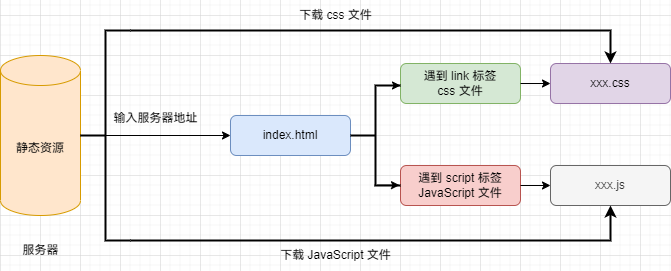 下载 css 文件
遇到 link 标签
css 文件
xxx.css
输入服务器地址
静态资源
index.html
遇到 script 标签
JavaScript 文件
xxx.js
服务器
下载 JavaScript 文件